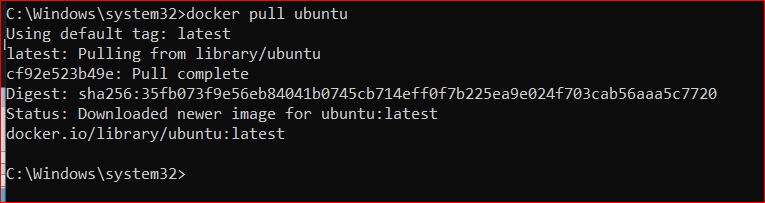 C:\Windows\system32>docker pull ubuntu
Using default tag: latest
latest: Pulling from library/ubuntu
cf92e523b49e: Pull complete
Digest: sha256:35fb073f9e56eb84041b0745cb714eff0f7b225ea9e024f703cab56aaa5c7720
Status: Downloaded newer image for ubuntu:latest
docker.io/library/ubuntu:latest
C:\Windows\system32>